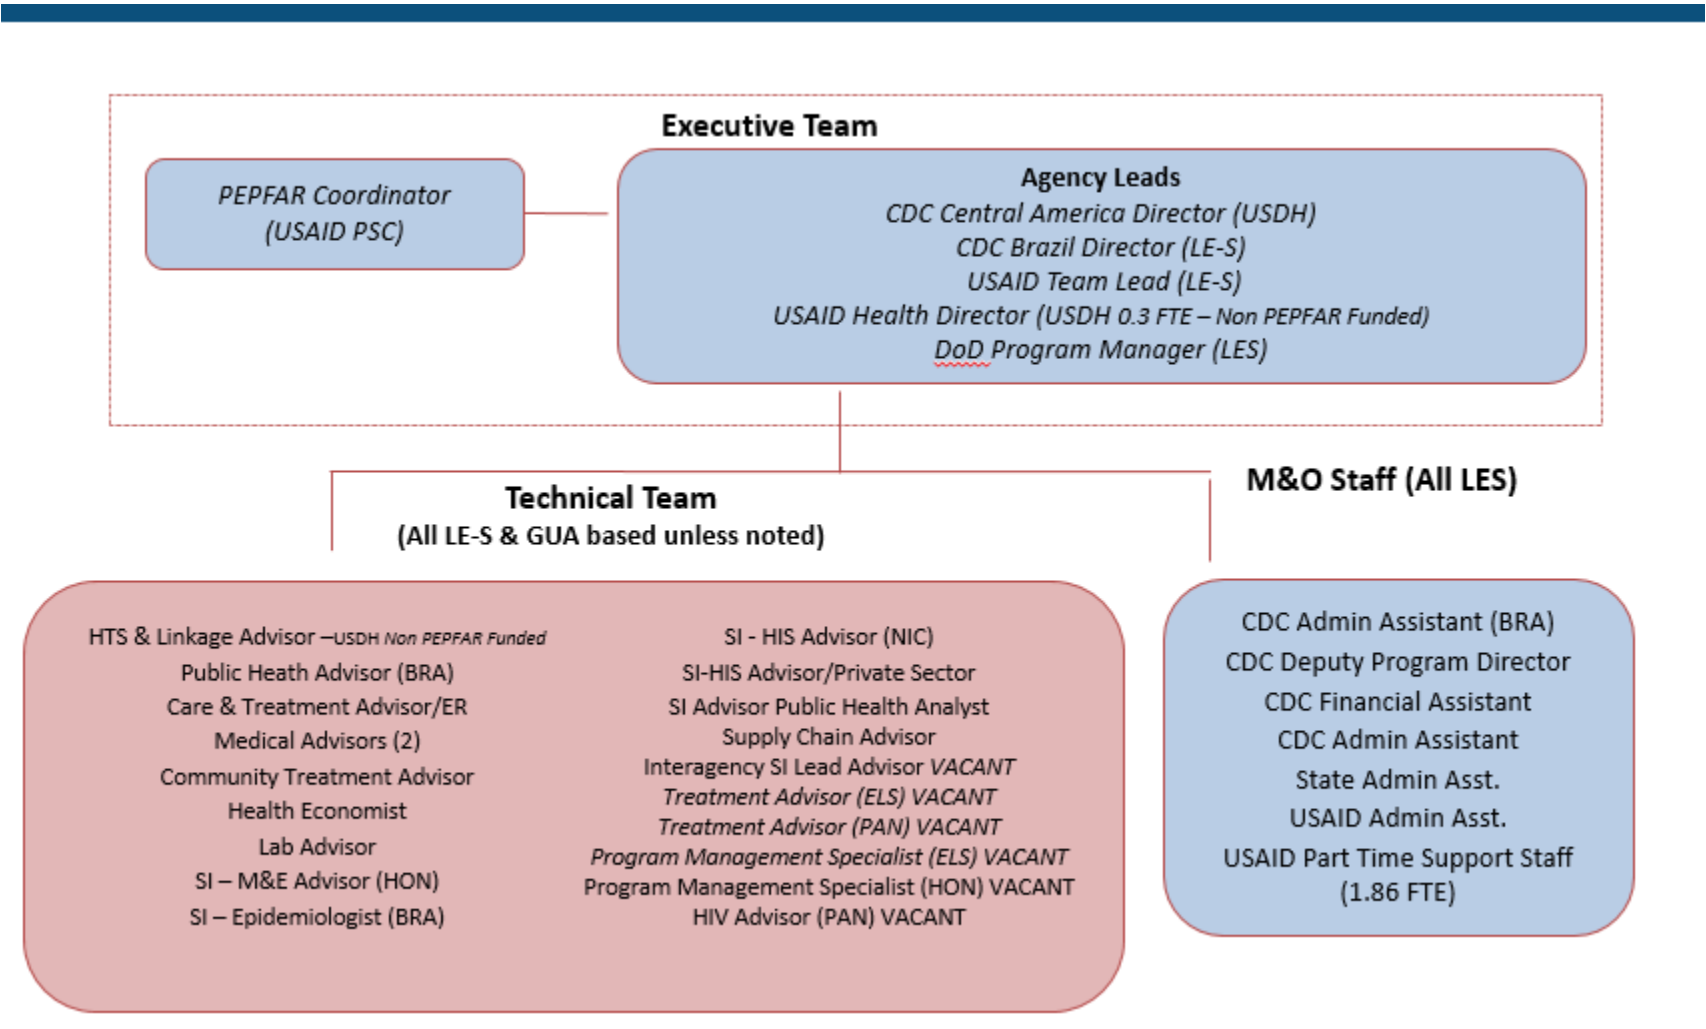 Executive Team
PEPFAR Coordinator
(USAID PSC)
Agency Leads
CDC Central America Director (USDH)
CDC Brazil Director (LE-S)
USAID Team Lead (LE-S)
USAID Health Director (USDH 0.3 FTE – Non PEPFAR Funded)
DoD Program Manager (LES)
Technical Team
(All LE-S & GUA based unless noted)
HTS & Linkage Advisor –USDH Non PEPFAR Funded
Public Heath Advisor (BRA)
Care & Treatment Advisor/ER
Medical Advisors (2)
Community Treatment Advisor
Health Economist
Lab Advisor
SI – M&E Advisor (HON)
SI – Epidemiologist (BRA)
SI - HIS Advisor (NIC)
SI-HIS Advisor/Private Sector
SI Advisor Public Health Analyst
Supply Chain Advisor
Interagency SI Lead Advisor VACANT
Treatment Advisor (ELS) VACANT
Treatment Advisor (PAN) VACANT
Program Management Specialist (ELS) VACANT
Program Management Specialist (HON) VACANT
HIV Advisor (PAN) VACANT
M&O Staff (All LES)
CDC Admin Assistant (BRA)
CDC Deputy Program Director
CDC Financial Assistant
CDC Admin Assistant
State Admin Asst.
USAID Admin Asst.
USAID Part Time Support Staff
(1.86 FTE)